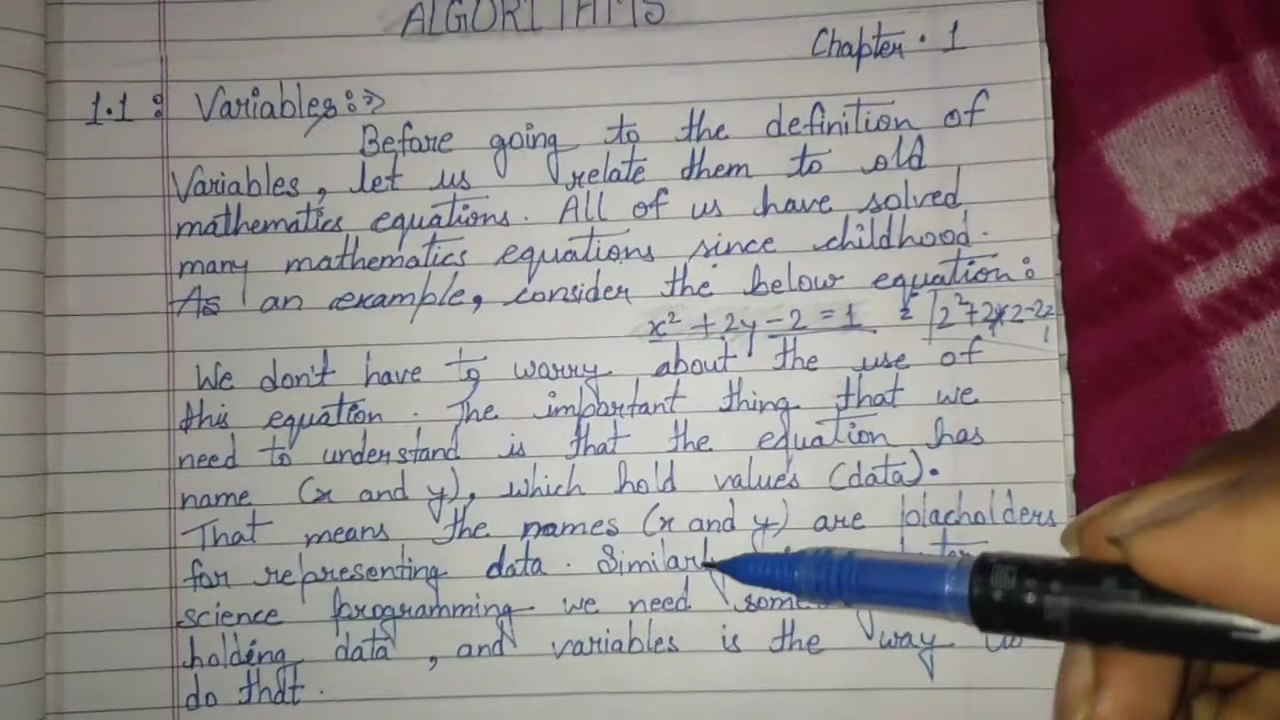 ALGORITHMS
Chapter. 1
1.1: Variables:⇒
Before going to the definition of
Variables, let us relate them to old
mathematics equations. All of us have solved
many mathematics equations since childhood.
As an example, consider the below equation:
x² + 2y - 2 = 1
We don't have to worry about the use of
this equation. The important thing that we
need to understand is that the equation has
name (x and y), which hold values (data).
That means the names (x and y) are placholders
for representing data. Similarly
science programming we need some
holding data, and variables is the way to
do that.